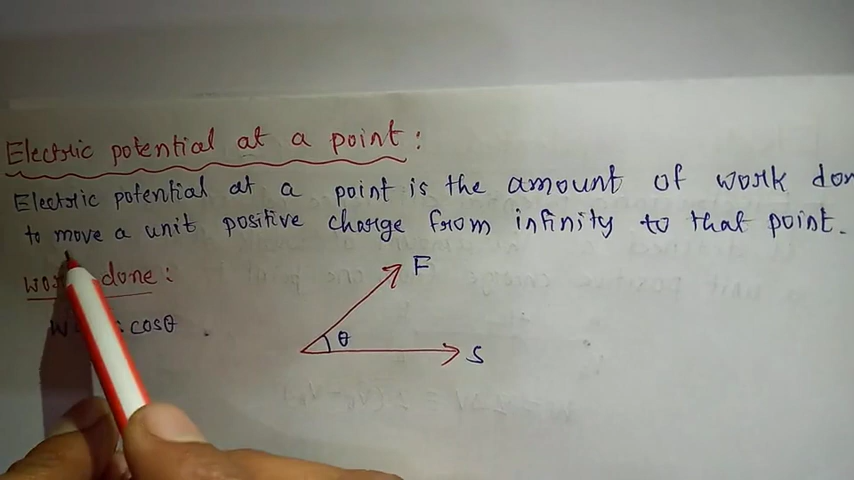 Electric potential at a point :
Electric potential at a point is the amount of work don
to move a unit positive charge from infinity to that point.
done :
F
cosθ
θ
S